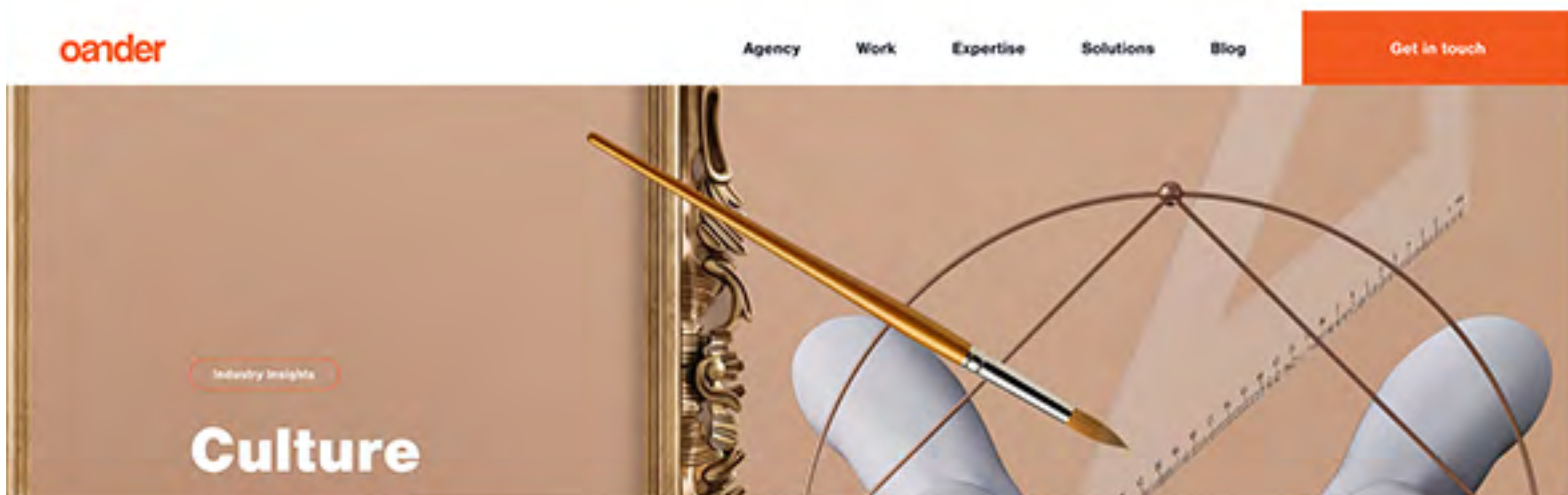 oander
Agency
Work
Expertise
Solutions
Blog
Get in touch
Industry Insights
Culture